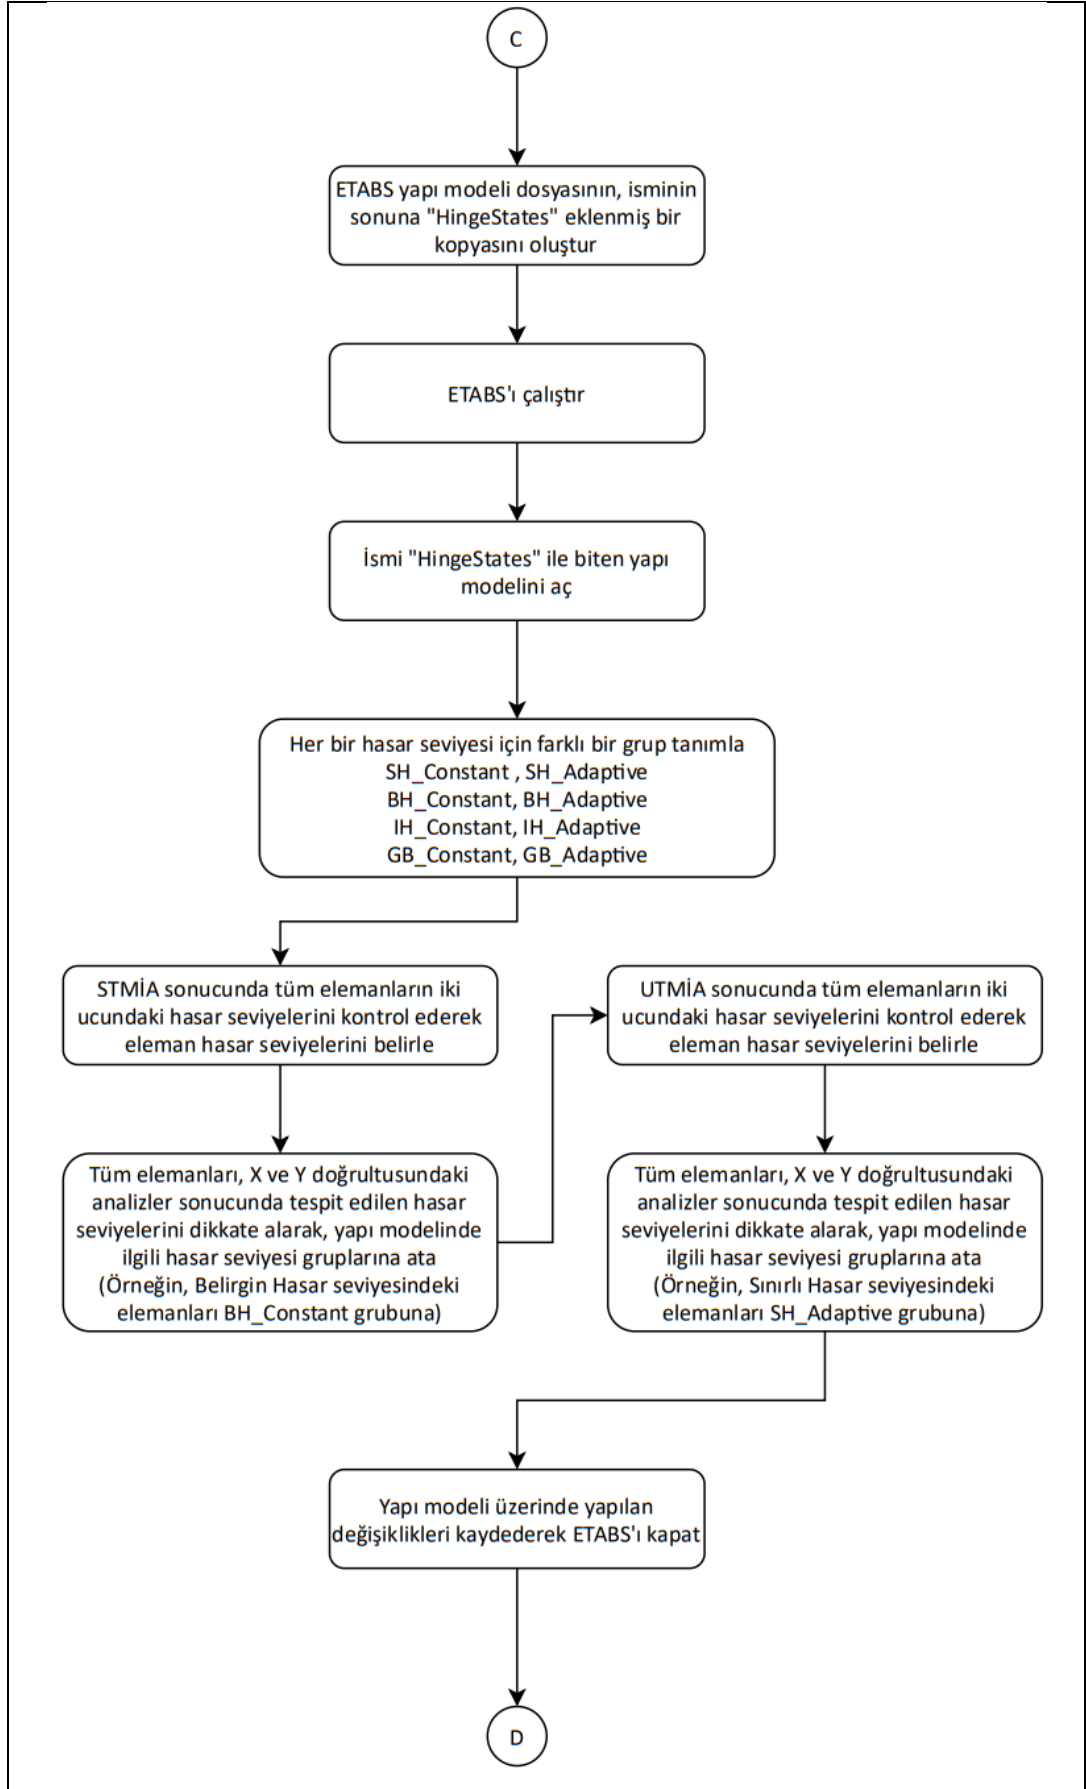 C
ETABS yapı modeli dosyasının, isminin
sonuna "HingeStates" eklenmiş bir
kopyasını oluştur
ETABS'ı çalıştır
İsmi "HingeStates" ile biten yapı
modelini aç
Her bir hasar seviyesi için farklı bir grup tanımla
SH_Constant , SH_Adaptive
BH_Constant, BH_Adaptive
IH_Constant, IH_Adaptive
GB_Constant, GB_Adaptive
STMİA sonucunda tüm elemanların iki
ucundaki hasar seviyelerini kontrol ederek
eleman hasar seviyelerini belirle
Tüm elemanları, X ve Y doğrultusundaki
analizler sonucunda tespit edilen hasar
seviyelerini dikkate alarak, yapı modelinde
ilgili hasar seviyesi gruplarına ata
(Örneğin, Belirgin Hasar seviyesindeki
elemanları BH_Constant grubuna)
UTMİA sonucunda tüm elemanların iki
ucundaki hasar seviyelerini kontrol ederek
eleman hasar seviyelerini belirle
Tüm elemanları, X ve Y doğrultusundaki
analizler sonucunda tespit edilen hasar
seviyelerini dikkate alarak, yapı modelinde
ilgili hasar seviyesi gruplarına ata
(Örneğin, Sınırlı Hasar seviyesindeki
elemanları SH_Adaptive grubuna)
Yapı modeli üzerinde yapılan
değişiklikleri kaydederek ETABS'ı kapat
D